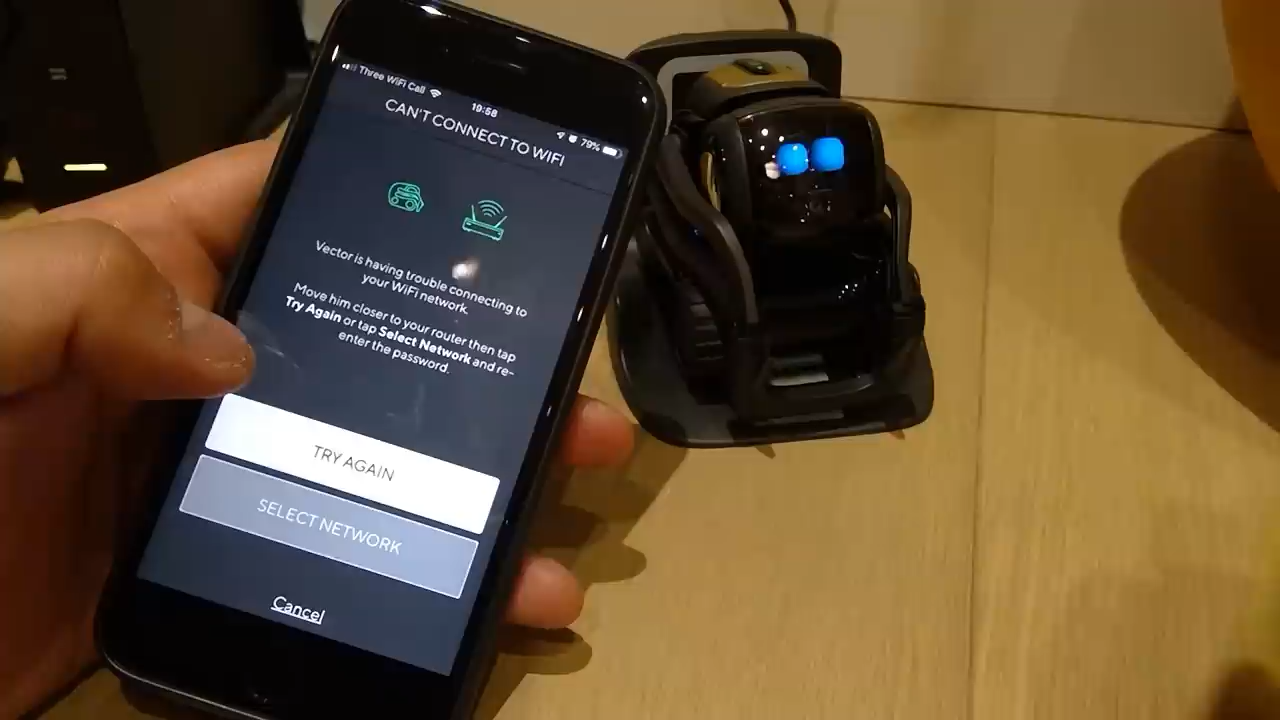 Three WiFi Call
19:58
79%
CAN'T CONNECT TO WIFI
Vector is having trouble connecting to
your WiFi network.
Move him closer to your router then tap
Try Again or tap Select Network and re-
enter the password.
TRY AGAIN
SELECT NETWORK
Cancel